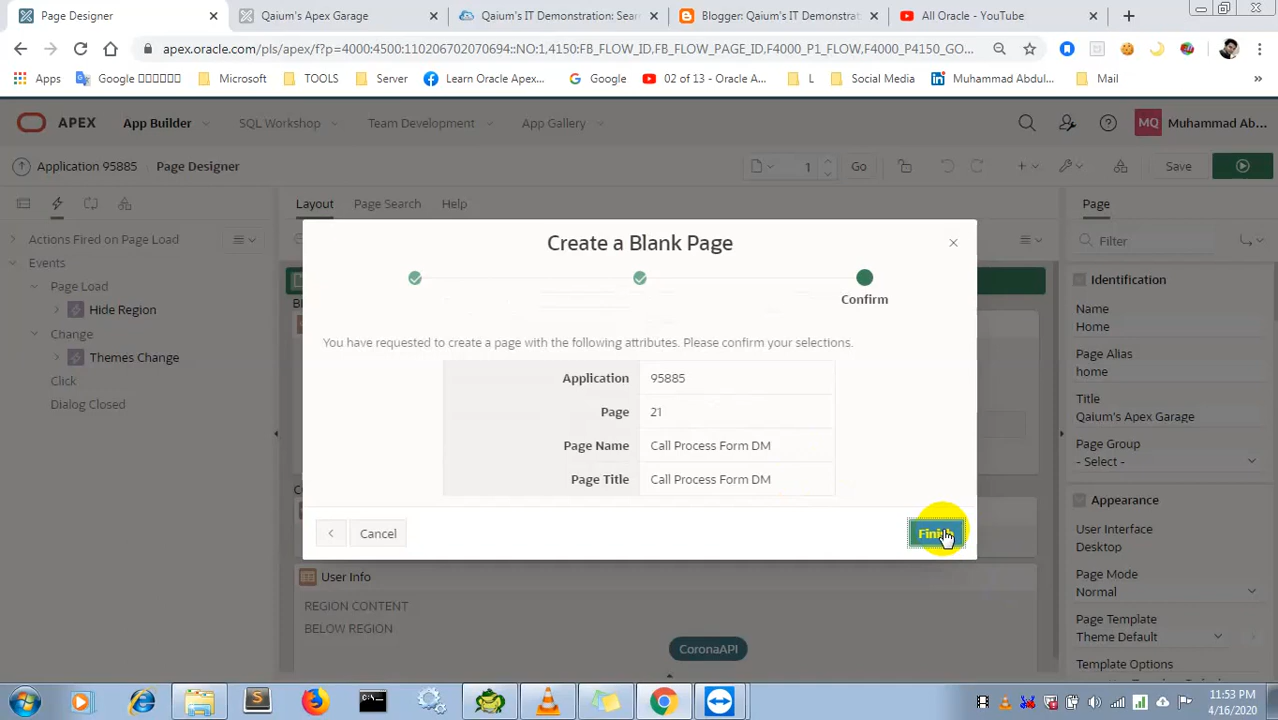 Page Designer
Qaium's Apex Garage
Qaium's IT Demonstration: Sear
Blogger: Qaium's IT Demonstrat
All Oracle - YouTube
apex.oracle.com/pls/apex/f?p=4000:4500:110206702070694::NO:1,4150:FB_FLOW_ID,FB_FLOW_PAGE_ID,F4000_P1_FLOW,F4000_P4150_GO...
Apps
Google
Microsoft
TOOLS
Server
Learn Oracle Apex...
Google
02 of 13 - Oracle A...
L
Social Media
Muhammad Abdul...
Mail
»
APEX
App Builder
SQL Workshop
Team Development
App Gallery
MQ
Muhammad Ab...
Application 95885
Page Designer
1
Go
Save
Layout
Page Search
Help
Page
Actions Fired on Page Load
Events
Page Load
Hide Region
Change
Themes Change
Click
Dialog Closed
Create a Blank Page
Confirm
You have requested to create a page with the following attributes. Please confirm your selections.
Application 95885
Page 21
Page Name Call Process Form DM
Page Title Call Process Form DM
Cancel
Finish
User Info
REGION CONTENT
BELOW REGION
CoronaAPI
Filter
Identification
Name
Home
Page Alias
home
Title
Qaium's Apex Garage
Page Group
- Select -
Appearance
User Interface
Desktop
Page Mode
Normal
Page Template
Theme Default
Template Options
11:53 PM
4/16/2020